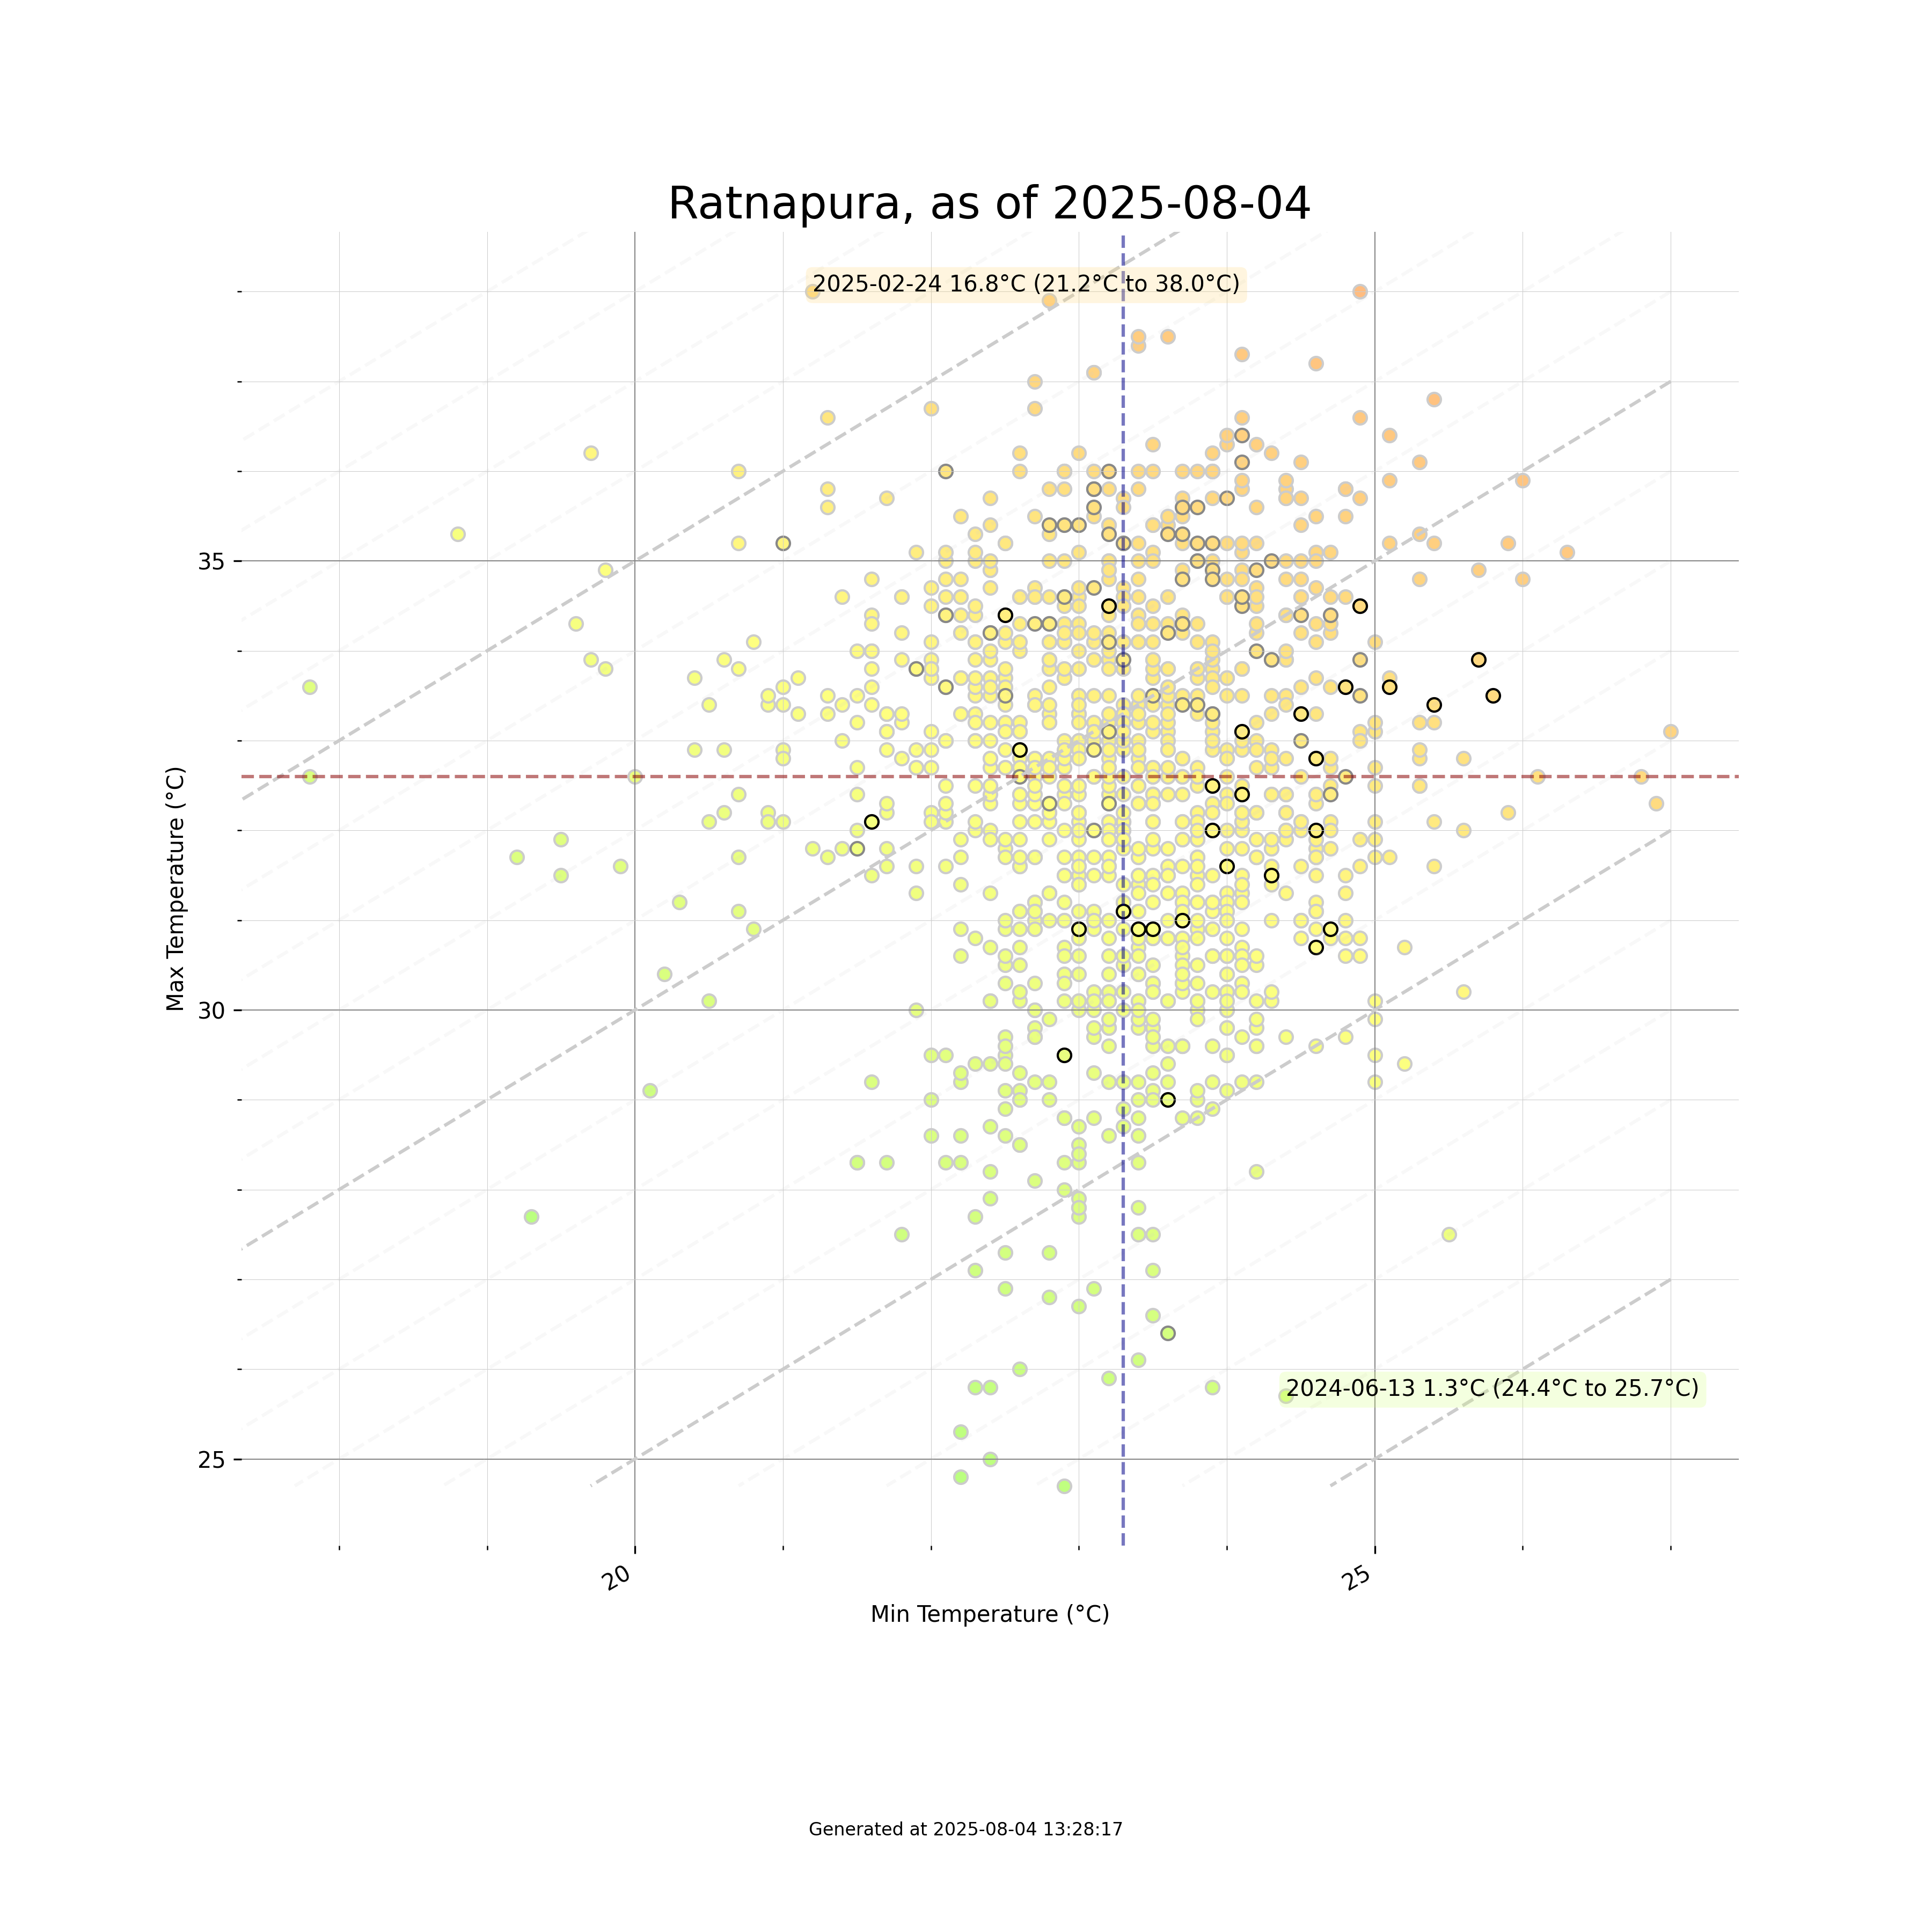 Ratnapura, as of 2025-08-04
2025-02-24 16.8°C (21.2°C to 38.0°C)
35
30
25
Max Temperature (°C)
2024-06-13 1.3°C (24.4°C to 25.7°C)
20
25
Min Temperature (°C)
Generated at 2025-08-04 13:28:17